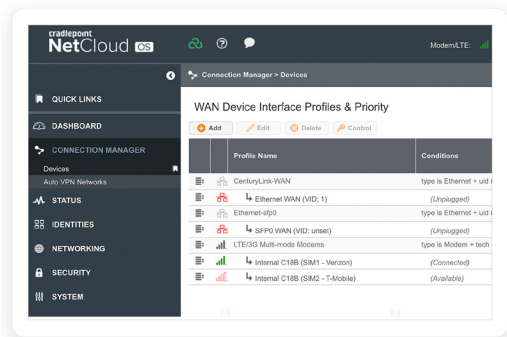 cradlepoint
NetCloud OS
Modem/LTE:
Connection Manager > Devices
QUICK LINKS
DASHBOARD
CONNECTION MANAGER
Devices
Auto VPN Networks
STATUS
IDENTITIES
NETWORKING
SECURITY
SYSTEM
WAN Device Interface Profiles & Priority
Add Edit Delete Control
Profile Name Conditions
CenturyLink-WAN type is Ethernet + uid i
Ethernet WAN (VID: 1) (Unplugged)
Ethernet-sfp0 type is Ethernet + uid i
SFP0 WAN (VID: unset) (Unplugged)
LTE/3G Multi-mode Modems type is Modem + tech
Internal C18B (SIM1 - Verizon) (Connected)
Internal C18B (SIM2 - T-Mobile) (Available)